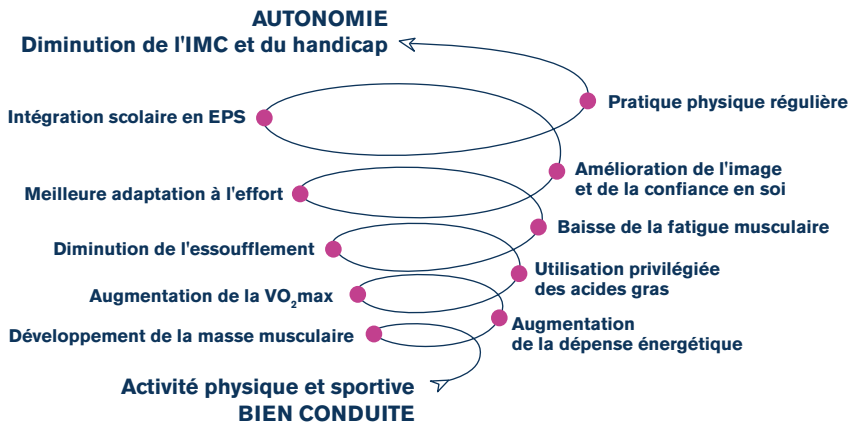 AUTONOMIE
Diminution de l'IMC et du handicap
Pratique physique régulière
Intégration scolaire en EPS
Amélioration de l'image
et de la confiance en soi
Meilleure adaptation à l'effort
Baisse de la fatigue musculaire
Diminution de l'essoufflement
Utilisation privilégiée
des acides gras
Augmentation de la VO₂max
Augmentation
de la dépense énergétique
Développement de la masse musculaire
Activité physique et sportive
BIEN CONDUITE